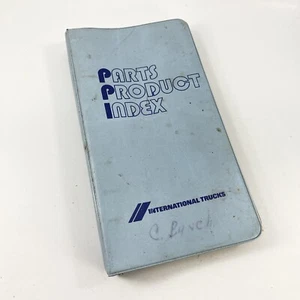 PARTS
PRODUCT
INDEX
INTERNATIONAL TRUCKS
C